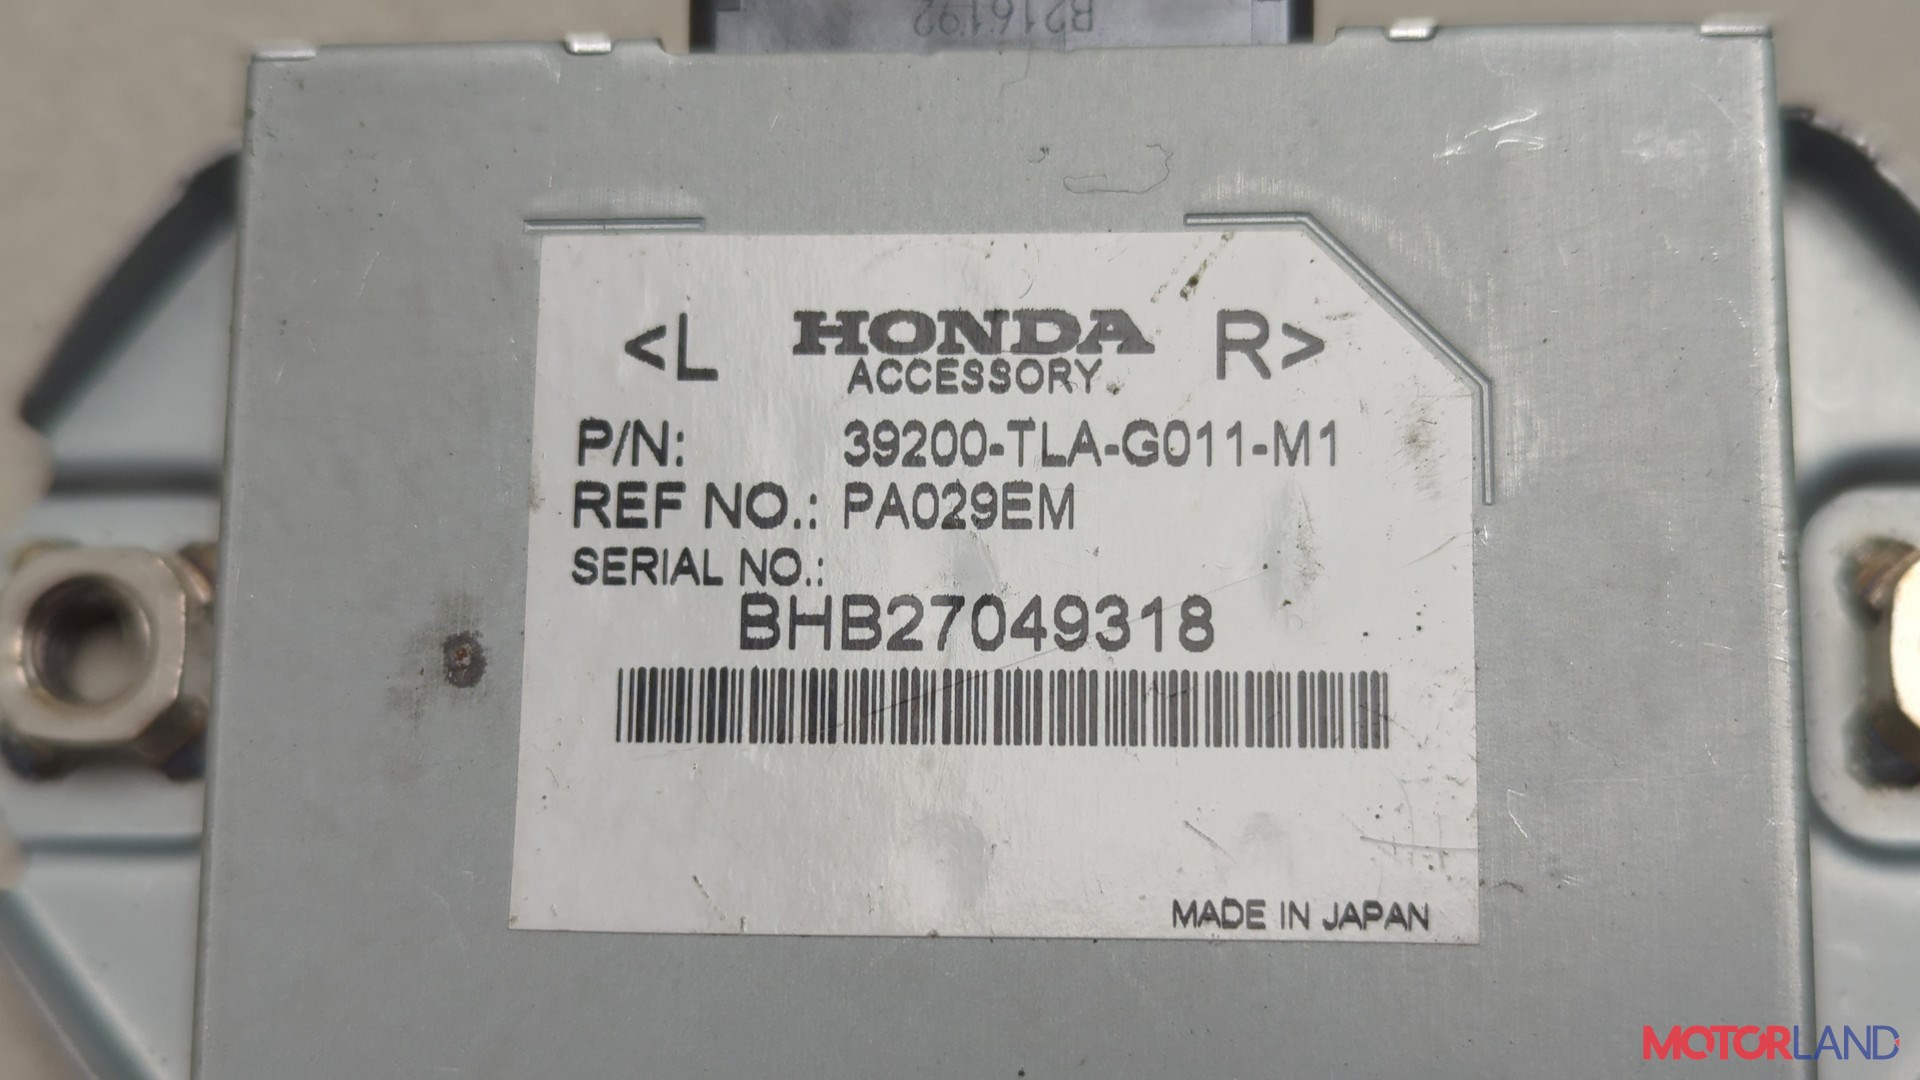 B216192
<L HONDA R>
ACCESSORY
P/N: 39200-TLA-G011-M1
REF NO.: PA029EM
SERIAL NO.:
BHB27049318
MADE IN JAPAN
MOTORLAND